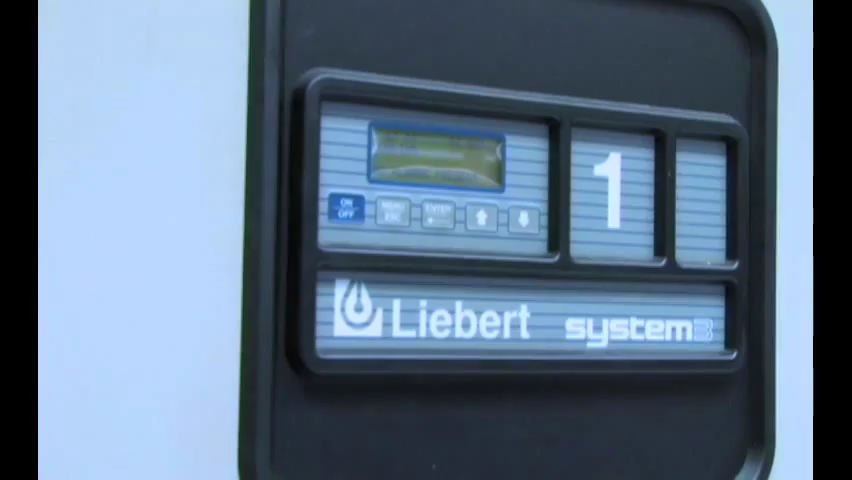 ON
OFF
MENU
ESC
ENTER
1
Liebert
system3